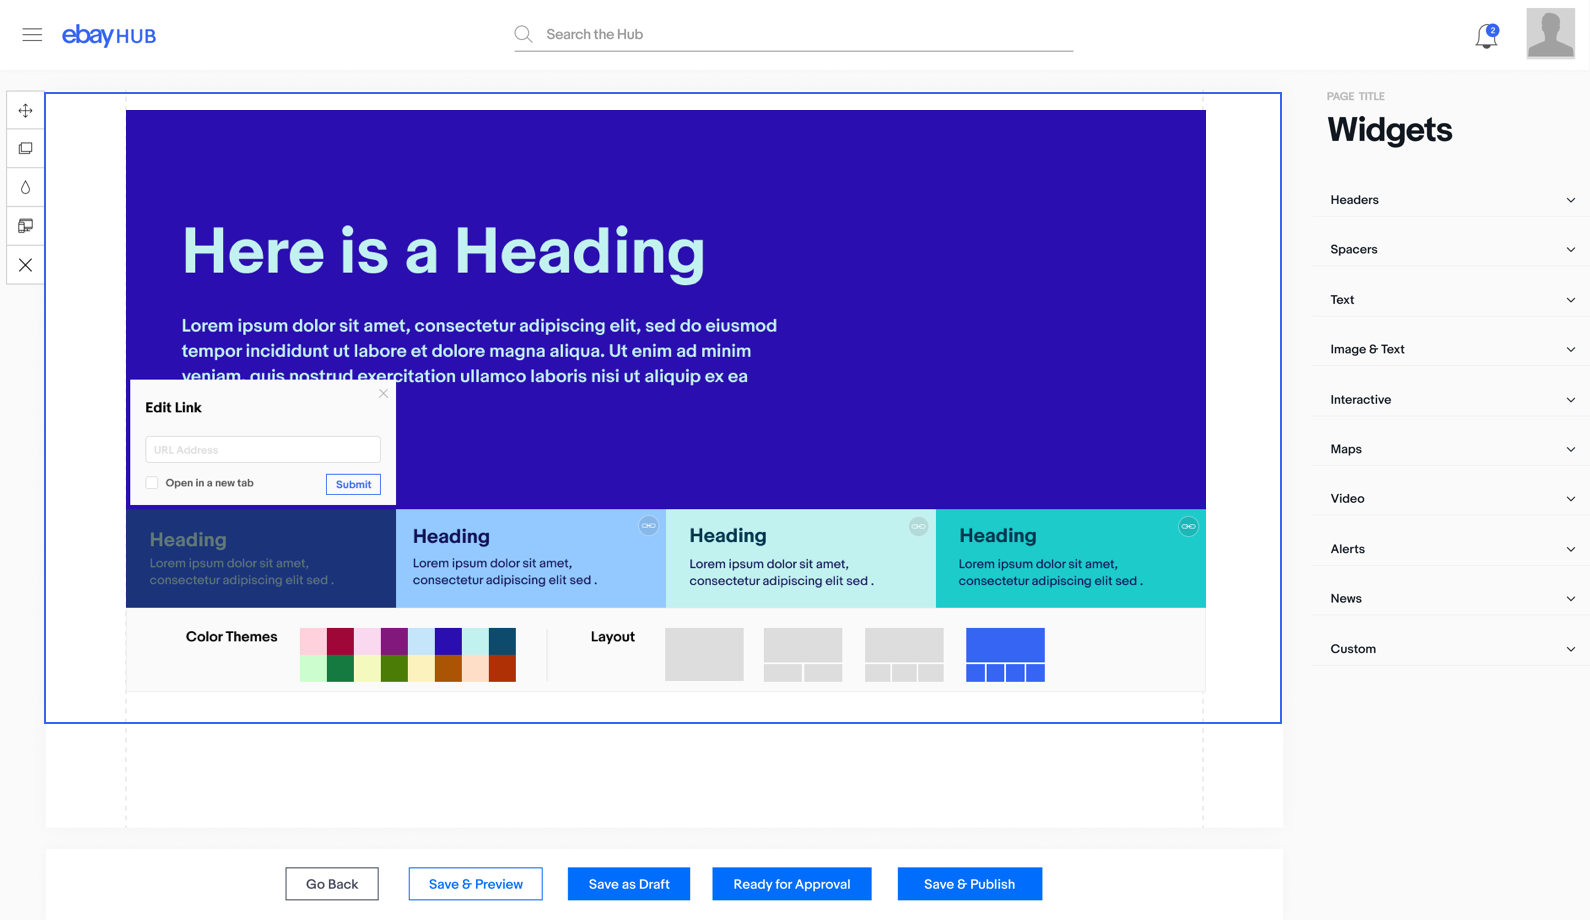 ebay HUB
Search the Hub
2
PAGE TITLE
Widgets
Headers
Spacers
Text
Image & Text
Interactive
Maps
Video
Alerts
News
Custom
Here is a Heading
Lorem ipsum dolor sit amet, consectetur adipiscing elit, sed do eiusmod
tempor incididunt ut labore et dolore magna aliqua. Ut enim ad minim
veniam, quis nostrud exercitation ullamco laboris nisi ut aliquip ex ea
Edit Link
URL Address
Open in a new tab
Submit
Heading
Lorem ipsum dolor sit amet,
consectetur adipiscing elit sed .
Heading
Lorem ipsum dolor sit amet,
consectetur adipiscing elit sed .
Heading
Lorem ipsum dolor sit amet,
consectetur adipiscing elit sed .
Heading
Lorem ipsum dolor sit amet,
consectetur adipiscing elit sed .
Color Themes
Layout
Go Back
Save & Preview
Save as Draft
Ready for Approval
Save & Publish